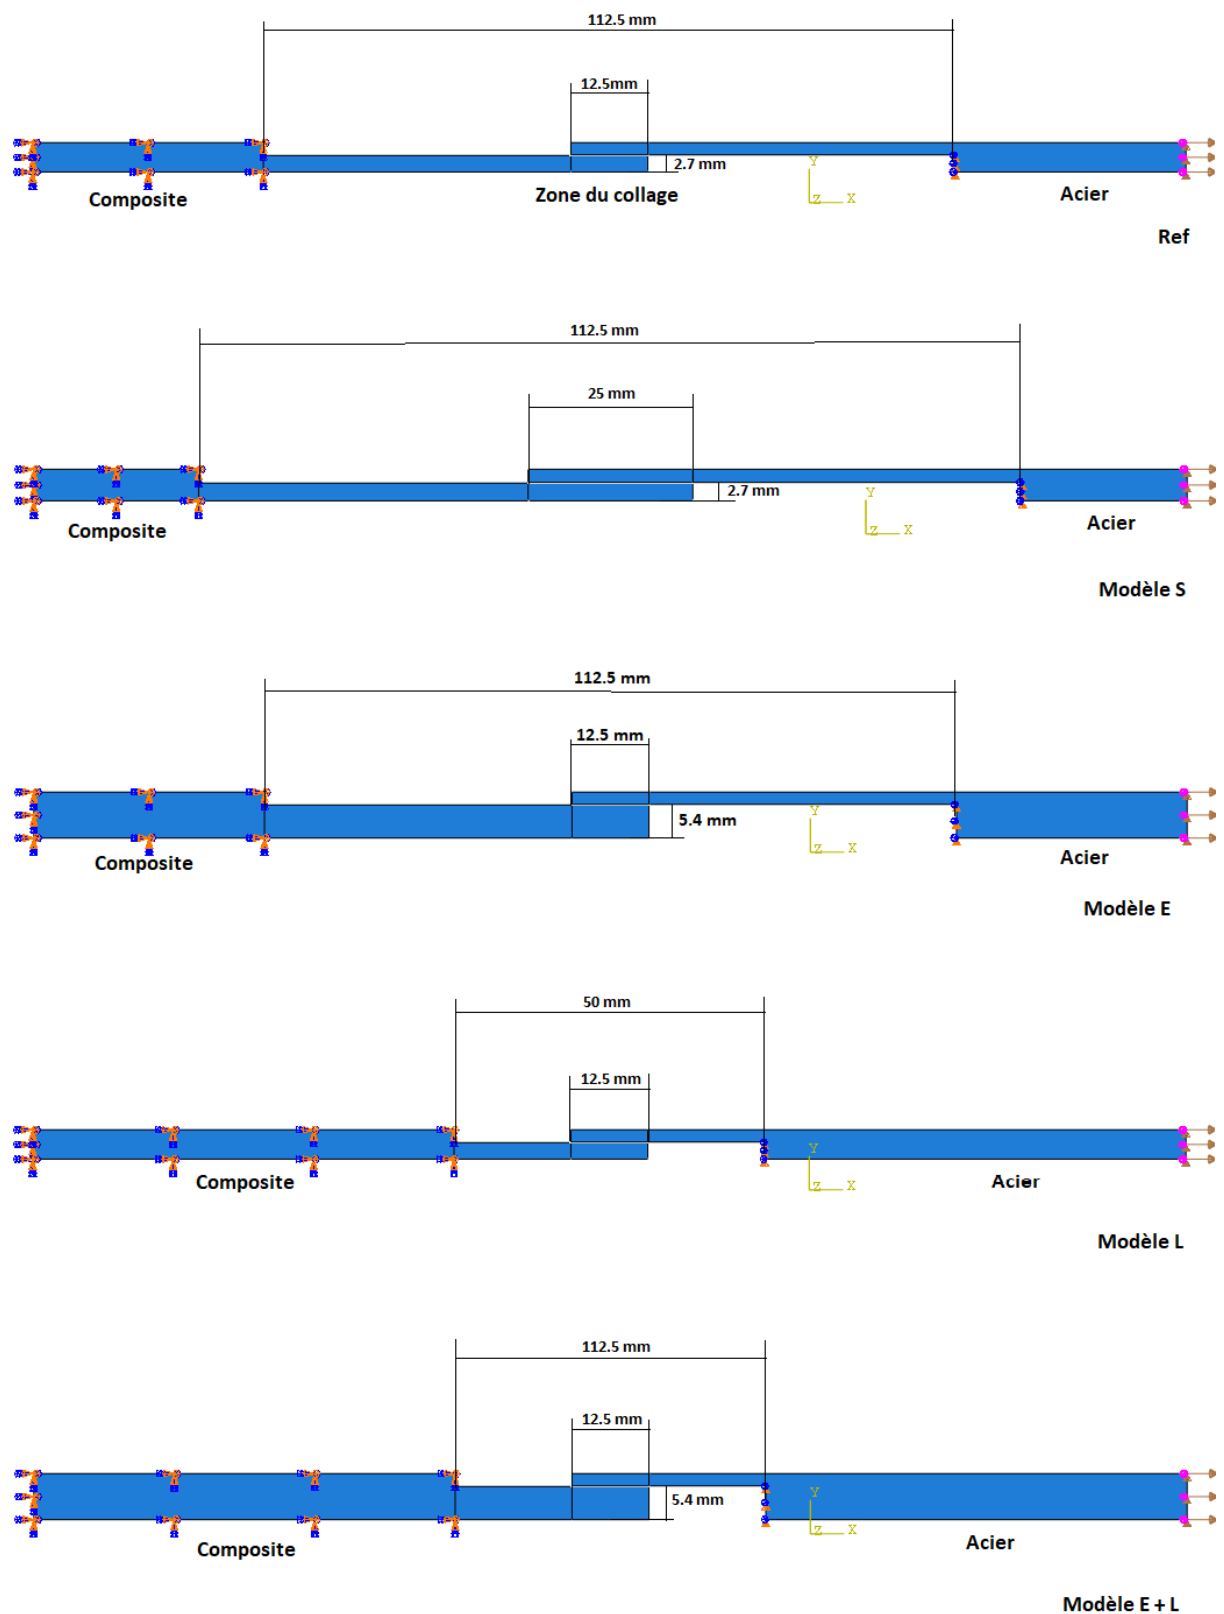 112.5 mm
12.5mm
2.7 mm
Y
Z X
Composite
Zone du collage
Acier
Ref
112.5 mm
25 mm
2.7 mm
Y
Z X
Composite
Acier
Modèle S
112.5 mm
12.5 mm
5.4 mm
Y
Z X
Composite
Acier
Modèle E
50 mm
12.5 mm
Y
Z X
Composite
Acier
Modèle L
112.5 mm
12.5 mm
5.4 mm
Y
Z X
Composite
Acier
Modèle E + L